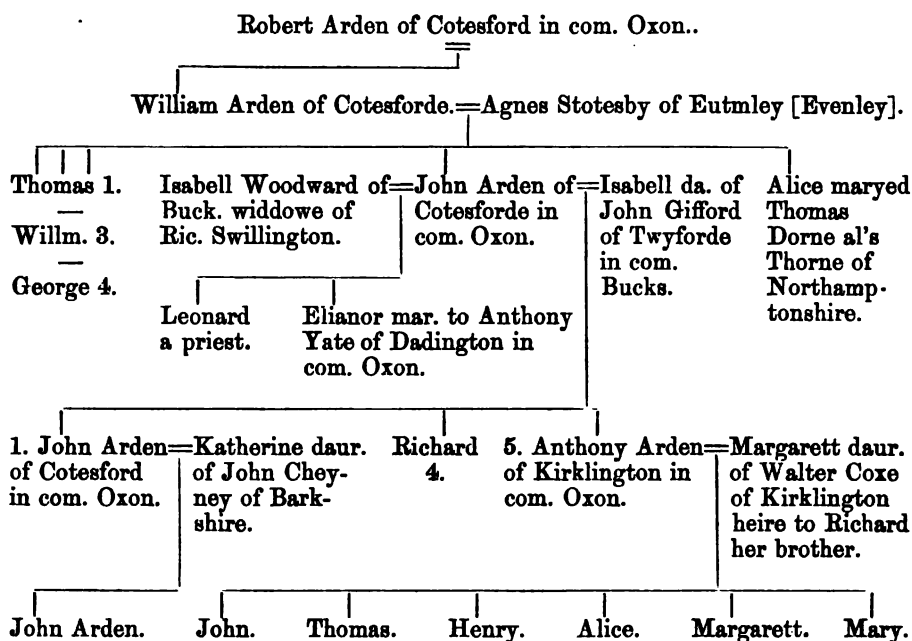 Robert Arden of Cotesford in com. Oxon..
William Arden of Cotesforde.=Agnes Stotesby of Eutmley [Evenley].
Thomas 1.
—
Willm. 3.
—
George 4.
Isabell Woodward of
Buck. widdowe of
Ric. Swillington.
=John Arden of=
Cotesforde in
com. Oxon.
Isabell da. of
John Gifford
of Twyforde
in com.
Bucks.
Alice maryed
Thomas
Dorne al's
Thorne of
Northamp-
tonshire.
Leonard
a priest.
Elianor mar. to Anthony
Yate of Dadington in
com. Oxon.
1. John Arden=
of Cotesford
in com. Oxon.
Katherine daur.
of John Chey-
ney of Bark-
shire.
Richard
4.
5. Anthony Arden=
of Kirklington in
com. Oxon.
Margarett daur.
of Walter Coxe
of Kirklington
heire to Richard
her brother.
John Arden.
John.
Thomas.
Henry.
Alice.
Margarett.
Mary.